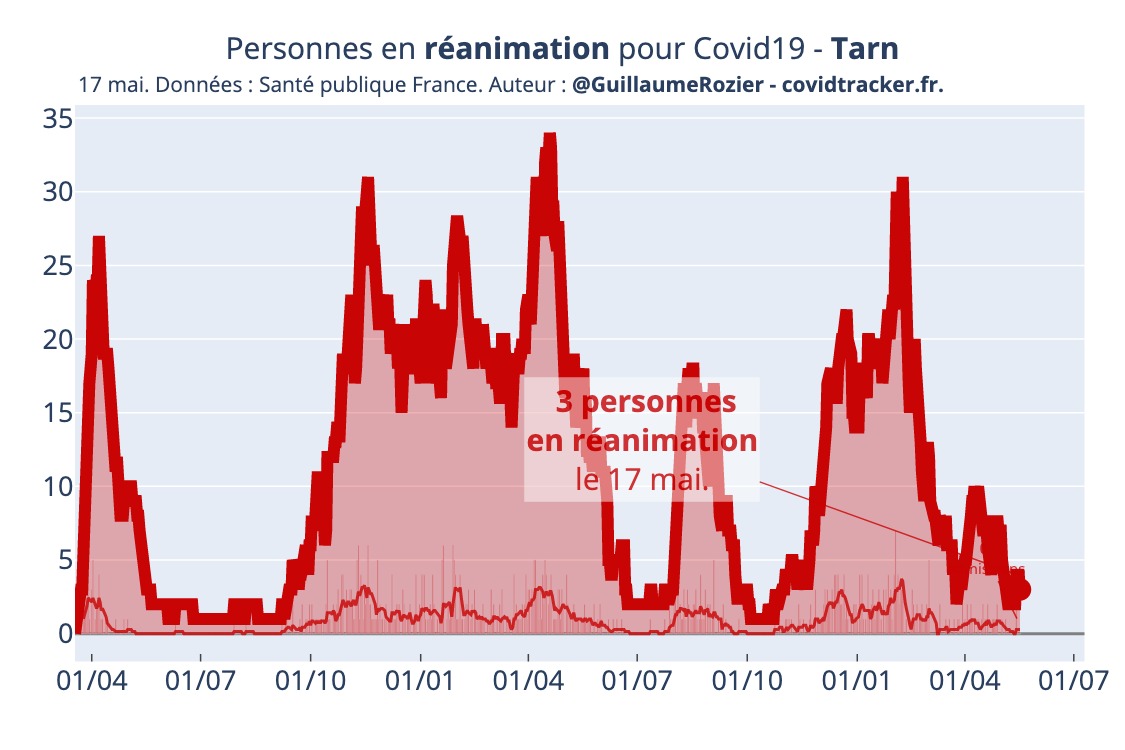 Personnes en réanimation pour Covid19 - Tarn
17 mai. Données : Santé publique France. Auteur : @GuillaumeRozier - covidtracker.fr.
35
30
25
20
15
10
5
0
3 personnes
en réanimation
le 17 mai.
01/04 01/07 01/10 01/01 01/04 01/07 01/10 01/01 01/04 01/07